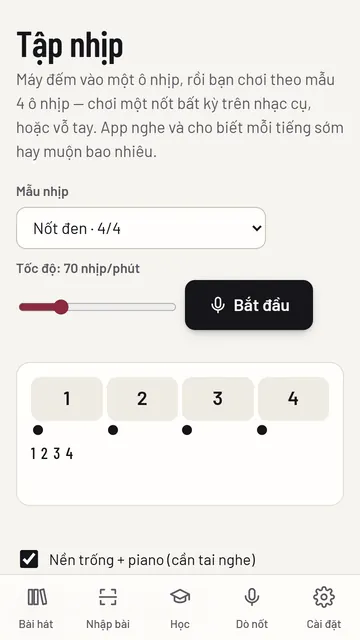 Tập nhịp
Máy đếm vào một ô nhịp, rồi bạn chơi theo mẫu
4 ô nhịp — chơi một nốt bất kỳ trên nhạc cụ,
hoặc vỗ tay. App nghe và cho biết mỗi tiếng sớm
hay muộn bao nhiêu.
Mẫu nhịp
Nốt đen · 4/4
Tốc độ: 70 nhịp/phút
Bắt đầu
1 2 3 4
1 2 3 4
Nền trống + piano (cần tai nghe)
Bài hát Nhập bài Học Dò nốt Cài đặt